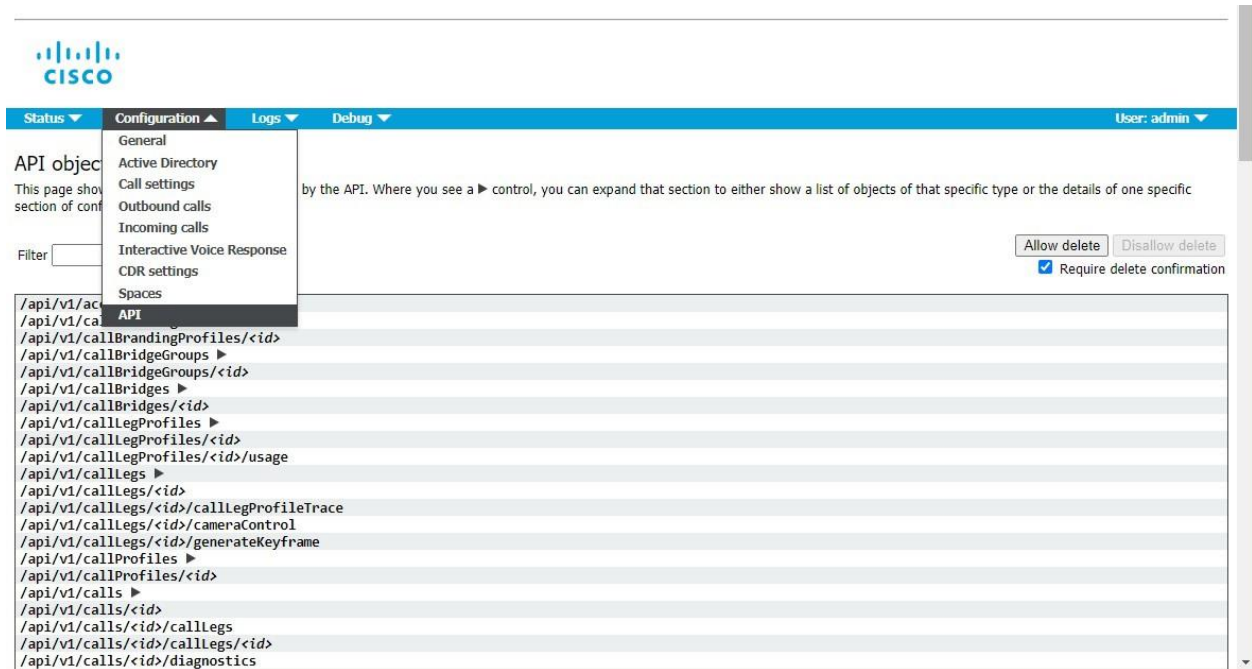 CISCO
Status Configuration Logs Debug User: admin
General
Active Directory
Call settings
Outbound calls
Incoming calls
Interactive Voice Response
CDR settings
Spaces
API
API objec
This page show by the API. Where you see a ▶ control, you can expand that section to either show a list of objects of that specific type or the details of one specific
section of conf
Filter
Allow delete Disallow delete
Require delete confirmation
/api/v1/ac
/api/v1/ca
/api/v1/callBrandingProfiles/<id>
/api/v1/callBridgeGroups ▶
/api/v1/callBridgeGroups/<id>
/api/v1/callBridges ▶
/api/v1/callBridges/<id>
/api/v1/callLegProfiles ▶
/api/v1/callLegProfiles/<id>
/api/v1/callLegProfiles/<id>/usage
/api/v1/callLegs ▶
/api/v1/callLegs/<id>
/api/v1/callLegs/<id>/callLegProfileTrace
/api/v1/callLegs/<id>/cameraControl
/api/v1/callLegs/<id>/generateKeyframe
/api/v1/callProfiles ▶
/api/v1/callProfiles/<id>
/api/v1/calls ▶
/api/v1/calls/<id>
/api/v1/calls/<id>/callLegs
/api/v1/calls/<id>/callLegs/<id>
/api/v1/calls/<id>/diagnostics